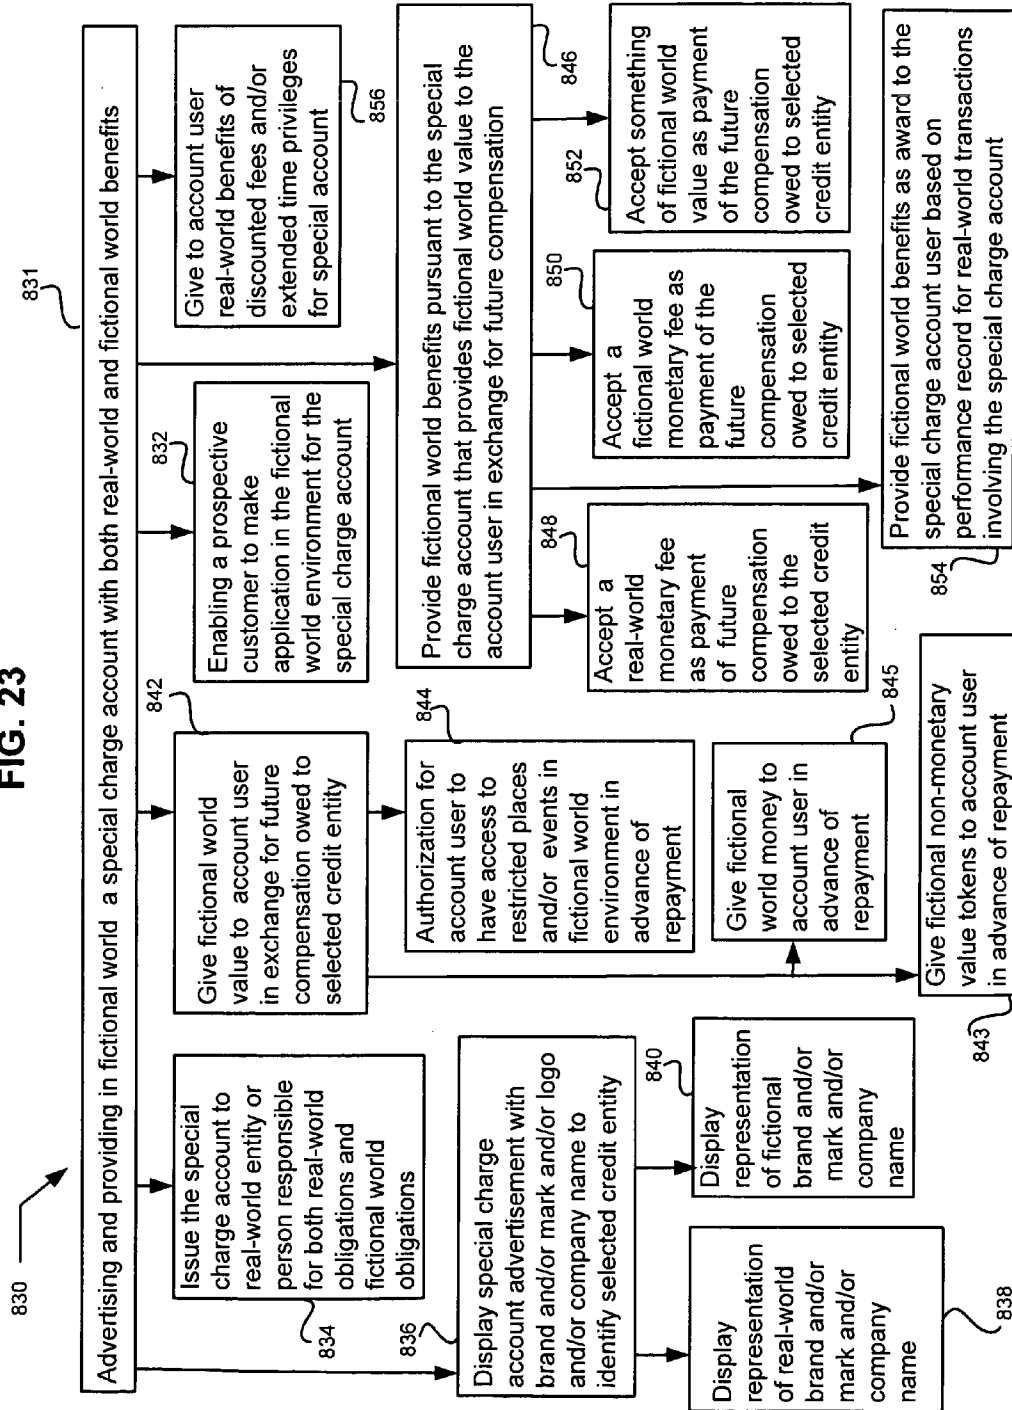 FIG. 23
830
831
Advertising and providing in fictional world a special charge account with both real-world and fictional world benefits
Issue the special
charge account to
real-world entity or
person responsible
for both real-world
obligations and
fictional world
obligations
834
842
Give fictional world
value to account user
in exchange for future
compensation owed to
selected credit entity
832
Enabling a prospective
customer to make
application in the fictional
world environment for the
special charge account
Give to account user
real-world benefits of
discounted fees and/or
extended time privileges
for special account
856
836
Display special charge
account advertisement with
brand and/or mark and/or logo
and/or company name to
identify selected credit entity
844
Authorization for
account user to
have access to
restricted places
and/or events in
fictional world
environment in
advance of
repayment
Provide fictional world benefits pursuant to the special
charge account that provides fictional world value to the
account user in exchange for future compensation
846
Display
representation
of real-world
brand and/or
mark and/or
company
name
838
840
Display
representation
of fictional
brand and/or
mark and/or
company
name
845
Give fictional
world money to
account user in
advance of
repayment
Give fictional non-monetary
value tokens to account user
in advance of repayment
843
848
Accept a
real-world
monetary fee
as payment
of future
compensation
owed to the
selected credit
entity
850
Accept a
fictional world
monetary fee as
payment of the
future
compensation
owed to selected
credit entity
852
Accept something
of fictional world
value as payment
of the future
compensation
owed to selected
credit entity
Provide fictional world benefits as award to the
special charge account user based on
performance record for real-world transactions
involving the special charge account
854